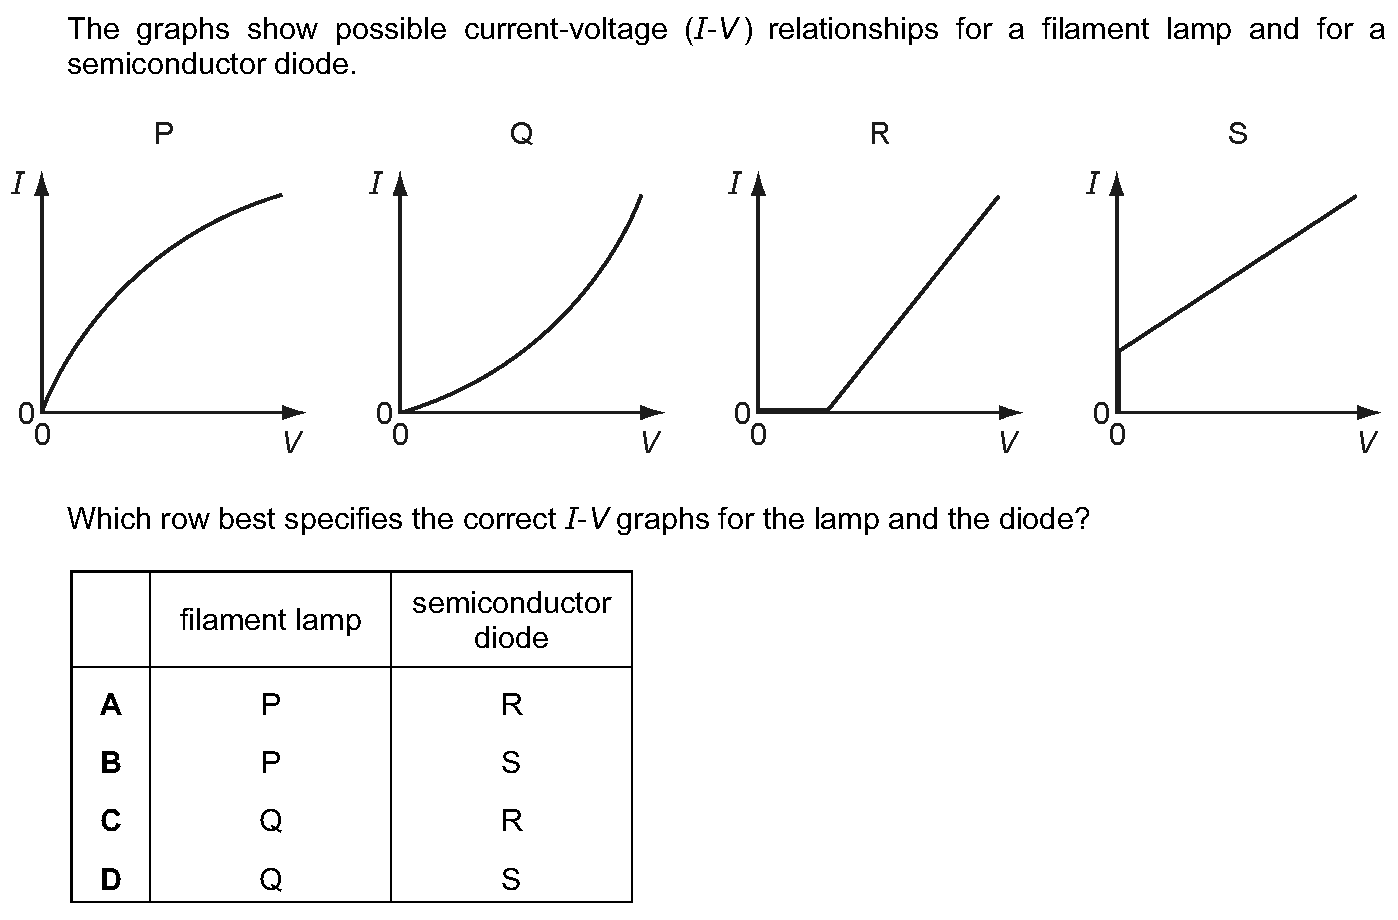 The graphs show possible current-voltage (I-V) relationships for a filament lamp and for a
semiconductor diode.
P Q R S
I I I I
0 0 0 0
0 V 0 V 0 V 0 V
Which row best specifies the correct I-V graphs for the lamp and the diode?
filament lamp semiconductor
diode
A P R
B P S
C Q R
D Q S